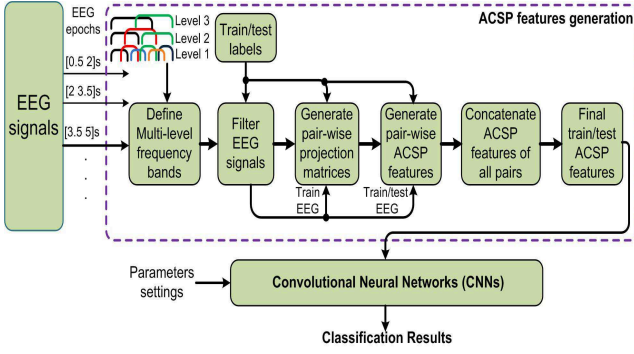 EEG
epochs
Level 3
Level 2
Level 1
Train/test
labels
ACSP features generation
[0.5 2]s
[2 3.5]s
[3.5 5]s
EEG
signals
Define
Multi-level
frequency
bands
Filter
EEG
signals
Generate
pair-wise
projection
matrices
Generate
pair-wise
ACSP
features
Concatenate
ACSP
features of
all pairs
Final
train/test
ACSP
features
Train
EEG
Train/test
EEG
Parameters
settings
Convolutional Neural Networks (CNNs)
Classification Results